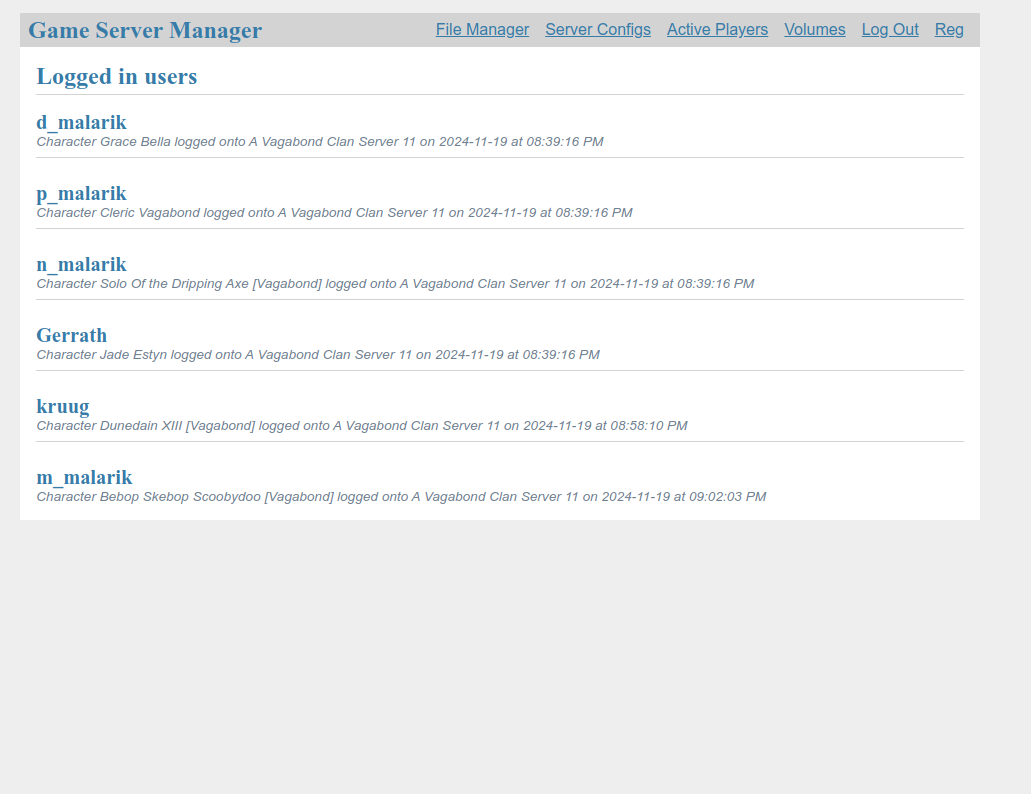 Game Server Manager
File Manager Server Configs Active Players Volumes Log Out Reg
Logged in users
d_malarik
Character Grace Bella logged onto A Vagabond Clan Server 11 on 2024-11-19 at 08:39:16 PM
p_malarik
Character Cleric Vagabond logged onto A Vagabond Clan Server 11 on 2024-11-19 at 08:39:16 PM
n_malarik
Character Solo Of the Dripping Axe [Vagabond] logged onto A Vagabond Clan Server 11 on 2024-11-19 at 08:39:16 PM
Gerrath
Character Jade Estyn logged onto A Vagabond Clan Server 11 on 2024-11-19 at 08:39:16 PM
kruug
Character Dunedain XIII [Vagabond] logged onto A Vagabond Clan Server 11 on 2024-11-19 at 08:58:10 PM
m_malarik
Character Bebop Skebop Scoobydoo [Vagabond] logged onto A Vagabond Clan Server 11 on 2024-11-19 at 09:02:03 PM